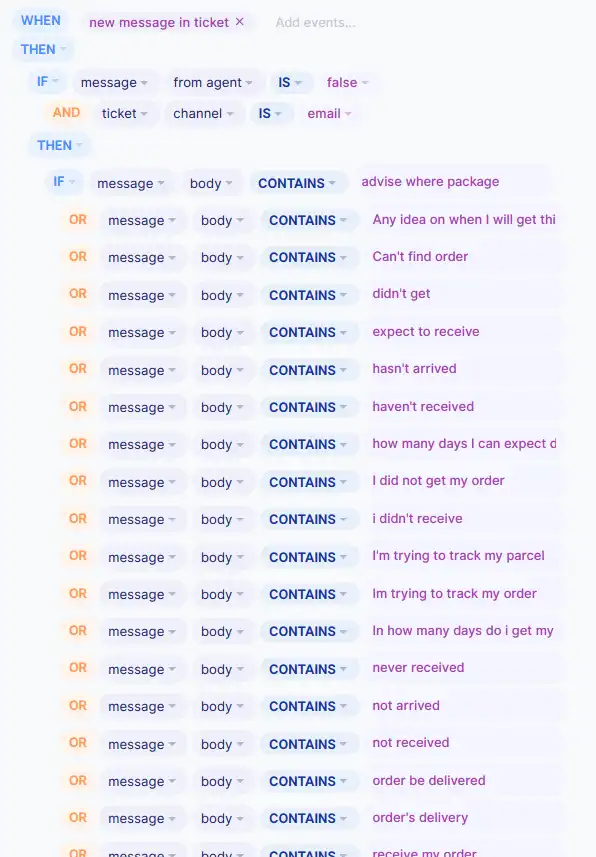 WHEN new message in ticket × Add events...
THEN
IF message from agent IS false
AND ticket channel IS email
THEN
IF message body CONTAINS advise where package
OR message body CONTAINS Any idea on when I will get thi
OR message body CONTAINS Can't find order
OR message body CONTAINS didn't get
OR message body CONTAINS expect to receive
OR message body CONTAINS hasn't arrived
OR message body CONTAINS haven't received
OR message body CONTAINS how many days I can expect d
OR message body CONTAINS I did not get my order
OR message body CONTAINS i didn't receive
OR message body CONTAINS I'm trying to track my parcel
OR message body CONTAINS Im trying to track my order
OR message body CONTAINS In how many days do i get my
OR message body CONTAINS never received
OR message body CONTAINS not arrived
OR message body CONTAINS not received
OR message body CONTAINS order be delivered
OR message body CONTAINS order's delivery
OR message body CONTAINS receive my order